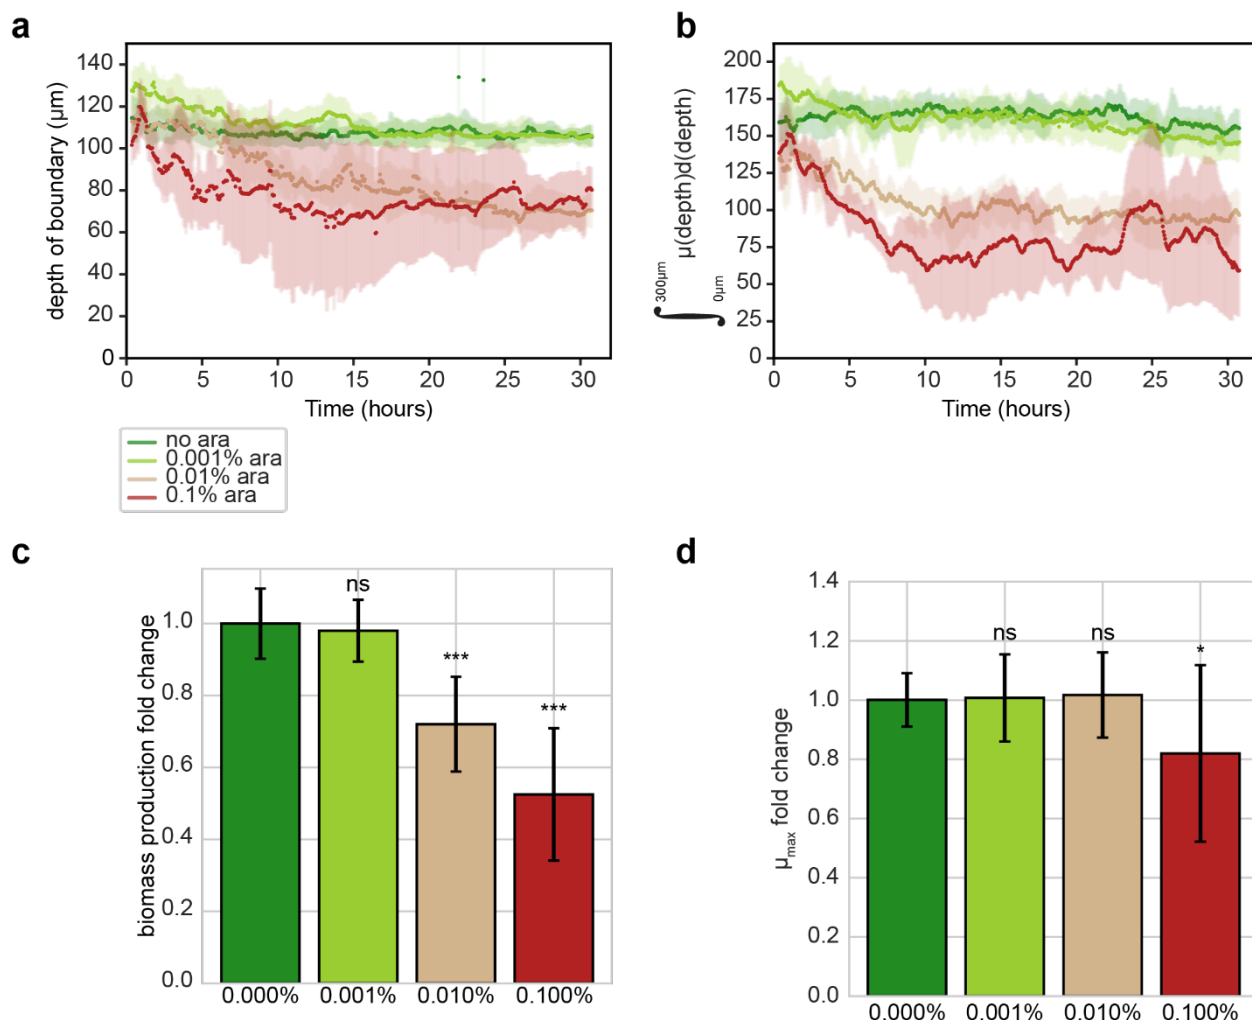 a
depth of boundary (µm)
140
120
100
80
60
40
20
0
0 5 10 15 20 25 30
Time (hours)
no ara
0.001% ara
0.01% ara
0.1% ara
b
∫ 300µm 0µm µ(depth)d(depth)
200
175
150
125
100
75
50
25
0
0 5 10 15 20 25 30
Time (hours)
c
biomass production fold change
1.0
0.8
0.6
0.4
0.2
0.0
ns
***
***
0.000% 0.001% 0.010% 0.100%
d
µmax fold change
1.4
1.2
1.0
0.8
0.6
0.4
0.2
0.0
ns
ns
*
0.000% 0.001% 0.010% 0.100%